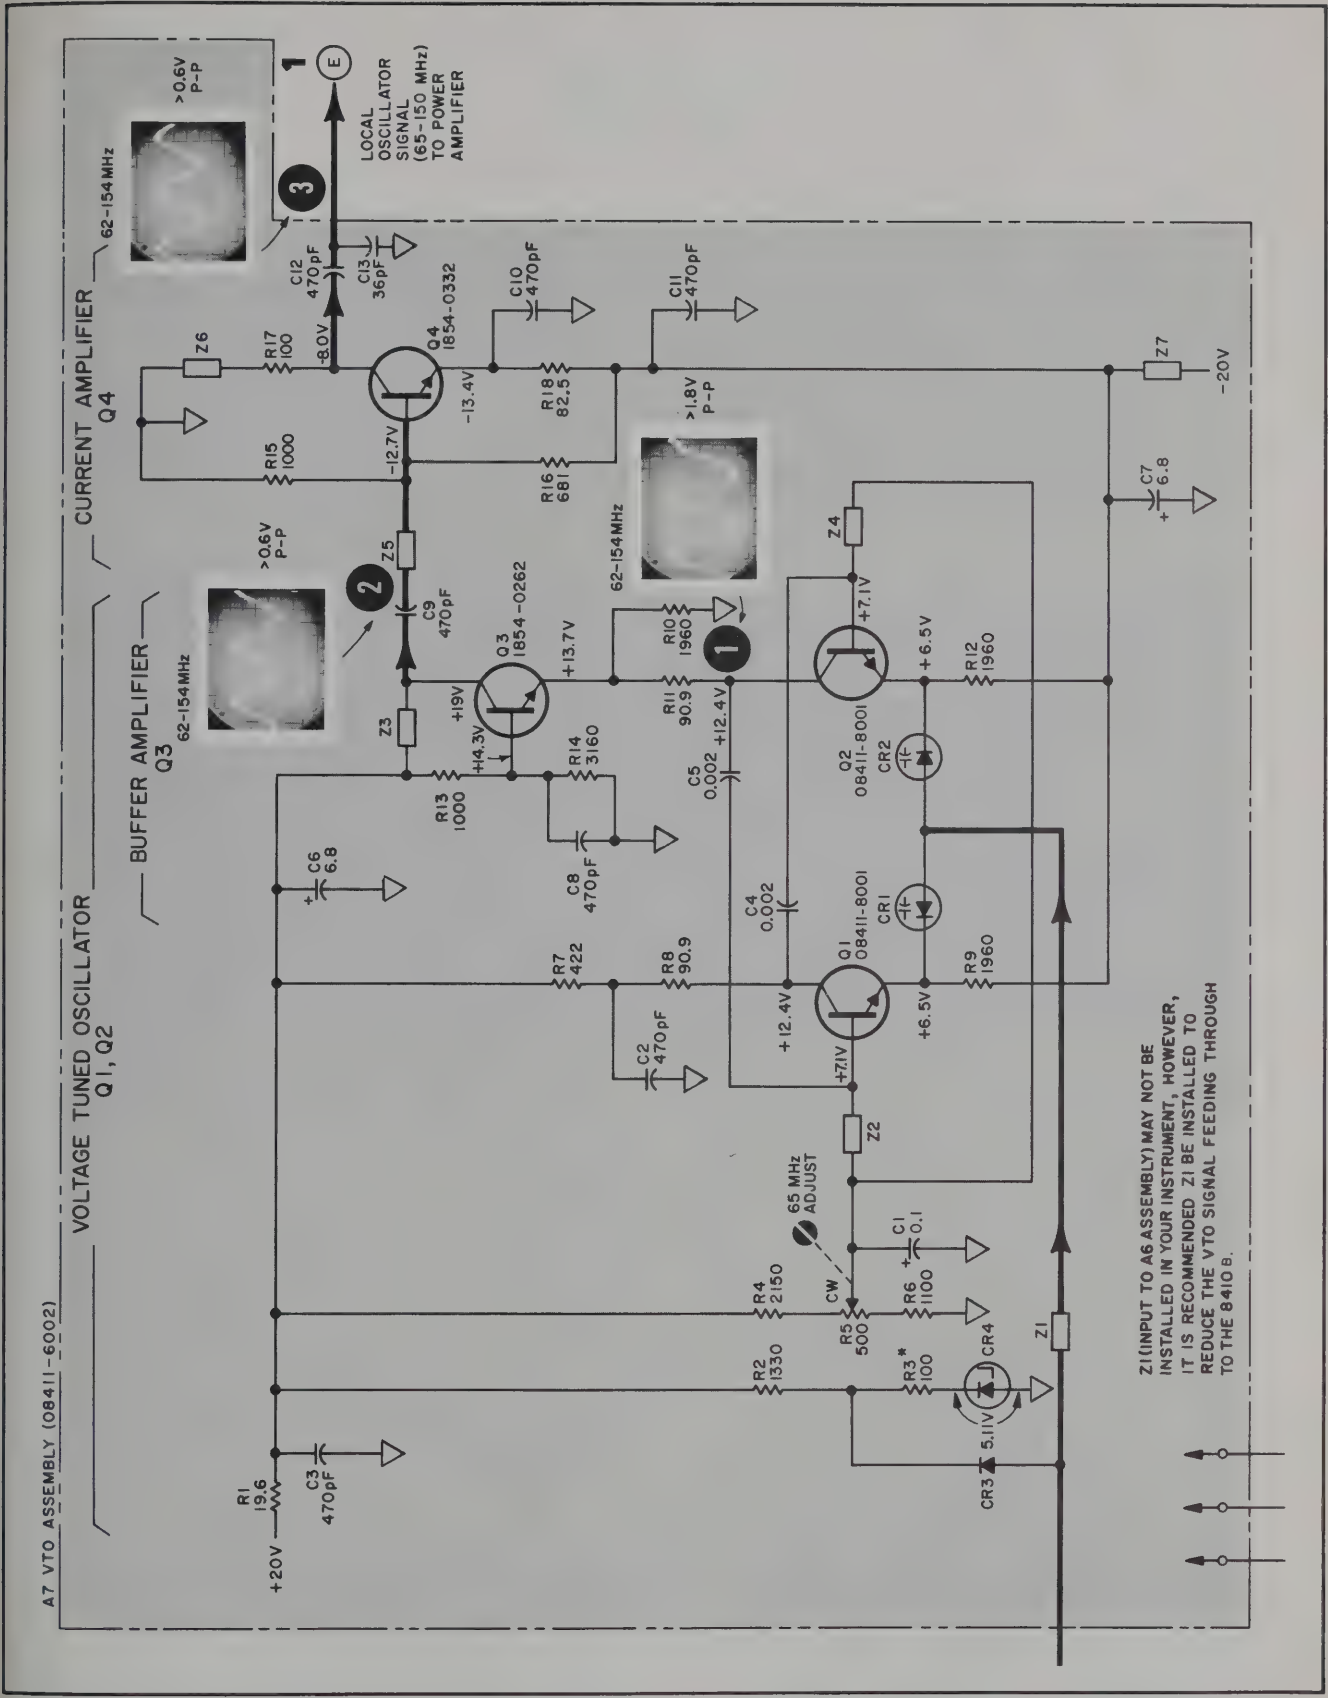 A7 VTO ASSEMBLY (08411-6002)
VOLTAGE TUNED OSCILLATOR
Q1, Q2
BUFFER AMPLIFIER
Q3
CURRENT AMPLIFIER
Q4
62-154MHz
>0.6V
P-P
62-154MHz
>0.6V
P-P
3
1
E
LOCAL
OSCILLATOR
SIGNAL
(65-150 MHz)
TO POWER
AMPLIFIER
+20V
R1
19.6
C3
470pF
C6
6.8
+
R13
1000
Z3
2
C9
470pF
Z5
R15
1000
Z6
R17
100
-8.0V
C12
470pF
C13
36pF
+19V
Q3
1854-0262
+14.3V
+13.7V
-12.7V
Q4
1854-0332
-13.4V
R7
422
C2
470pF
R8
90.9
C8
470pF
R14
3160
R11
90.9
R10
1960
1
62-154MHz
>1.8V
P-P
R16
681
R18
82.5
C10
470pF
C11
470pF
C5
0.002
+12.4V
C4
0.002
+12.4V
R2
1330
R4
2150
65 MHz
ADJUST
CW
R5
500
R3*
100
R6
1100
C1
0.1
+
Z2
+7.1V
Q1
08411-8001
+6.5V
CR1
Q2
08411-8001
CR2
+7.1V
+6.5V
Z4
R9
1960
R12
1960
CR3
5.11V
CR4
Z1
C7
6.8
+
Z7
-20V
Z1 (INPUT TO A6 ASSEMBLY) MAY NOT BE
INSTALLED IN YOUR INSTRUMENT, HOWEVER,
IT IS RECOMMENDED Z1 BE INSTALLED TO
REDUCE THE VTO SIGNAL FEEDING THROUGH
TO THE 8410B.